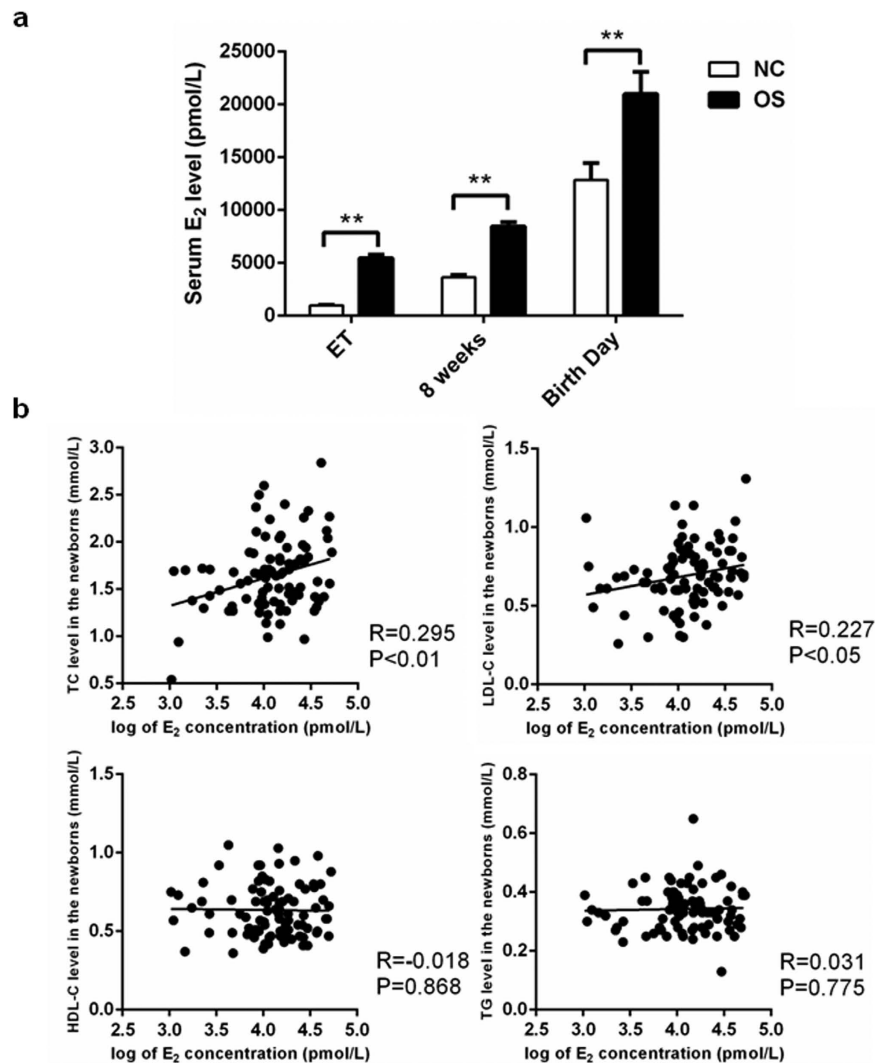 a
25000
20000
15000
10000
5000
0
Serum E₂ level (pmol/L)
**
**
**
NC
OS
ET
8 weeks
Birth Day
b
3.0
2.5
2.0
1.5
1.0
0.5
TC level in the newborns (mmol/L)
2.5 3.0 3.5 4.0 4.5 5.0
log of E₂ concentration (pmol/L)
R=0.295
P<0.01
1.5
1.0
0.5
0.0
LDL-C level in the newborns (mmol/L)
2.5 3.0 3.5 4.0 4.5 5.0
log of E₂ concentration (pmol/L)
R=0.227
P<0.05
1.5
1.0
0.5
0.0
HDL-C level in the newborns (mmol/L)
2.5 3.0 3.5 4.0 4.5 5.0
log of E₂ concentration (pmol/L)
R=-0.018
P=0.868
0.8
0.6
0.4
0.2
0.0
TG level in the newborns (mmol/L)
2.5 3.0 3.5 4.0 4.5 5.0
log of E₂ concentration (pmol/L)
R=0.031
P=0.775